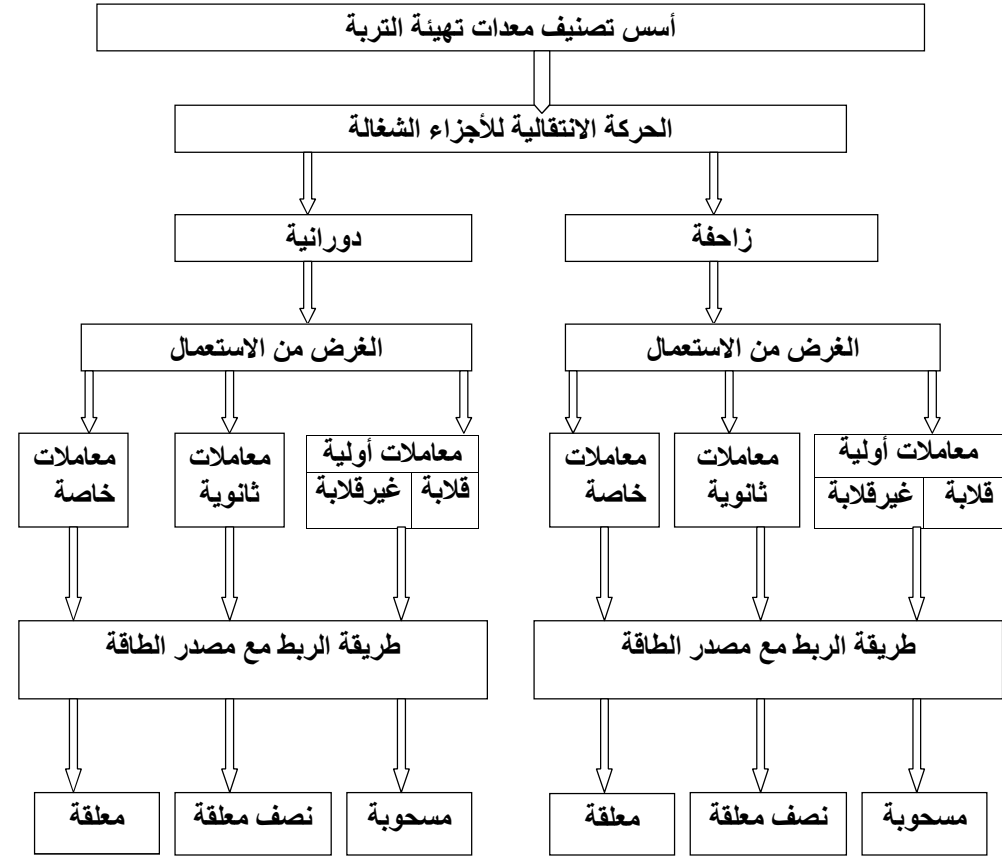 أسس تصنيف معدات تهيئة التربة
الحركة الانتقالية للأجزاء الشغالة
زاحفة
دورانية
الغرض من الاستعمال
الغرض من الاستعمال
معاملات أولية
قلابة
غيرقلابة
معاملات
ثانوية
معاملات
خاصة
معاملات أولية
قلابة
غيرقلابة
معاملات
ثانوية
معاملات
خاصة
طريقة الربط مع مصدر الطاقة
طريقة الربط مع مصدر الطاقة
مسحوبة
نصف معلقة
معلقة
مسحوبة
نصف معلقة
معلقة